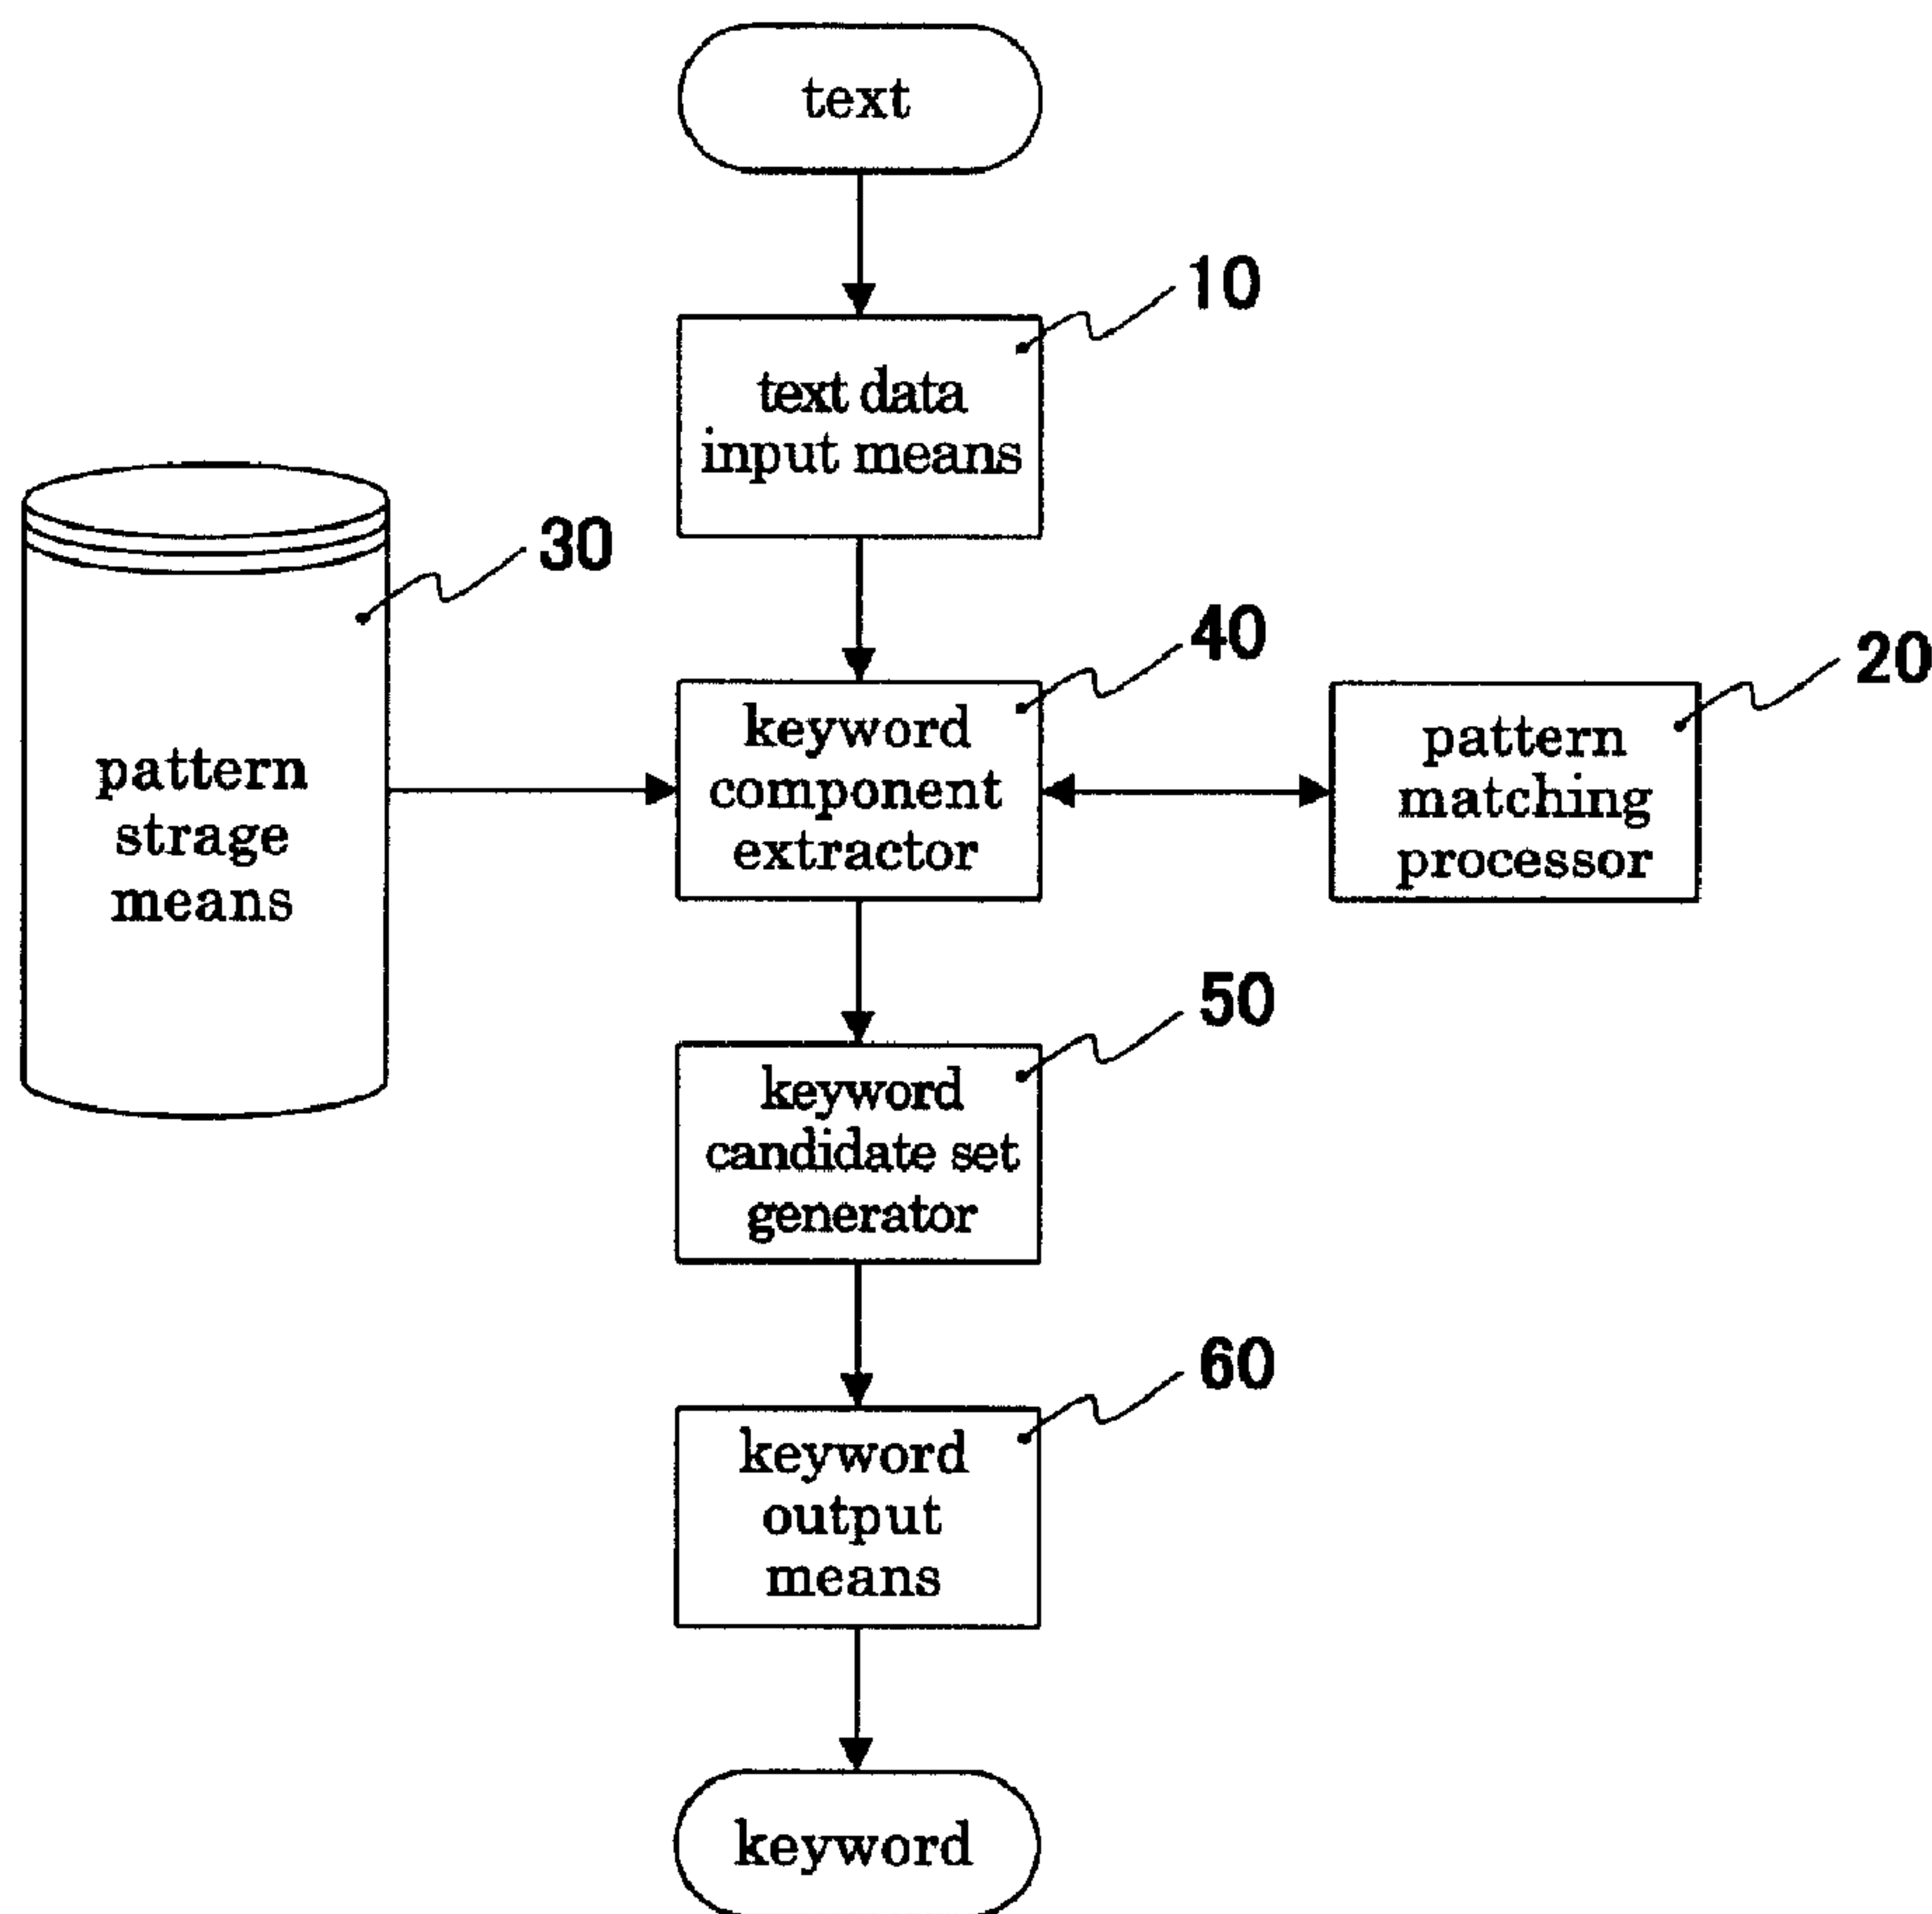 text
10
text data
input means
30
pattern
strage
means
40
keyword
component
extractor
20
pattern
matching
processor
50
keyword
candidate set
generator
60
keyword
output
means
keyword